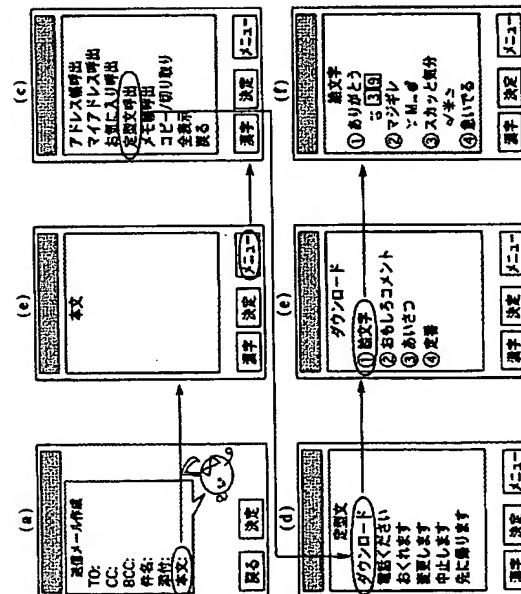 (a)
送信メール作成
TO:
CC:
BCC:
件名:
添付:
本文:
戻る 決定
(e)
本文
漢字 決定 メニュー
(c)
アドレス帳呼出
マイアドレス呼出
お気に入り呼出
定型文呼出
メモ帳呼出
コピー/切り取り
全表示
戻る
漢字 決定 メニュー
(d)
定型文
ダウンロード
電話ください
おくれます
変更します
中止します
先に帰ります
漢字 決定 メニュー
(e)
ダウンロード
① 絵文字
② おもしろコメント
③ あいさつ
④ 定番
漢字 決定 メニュー
(f)
絵文字
① ありがとう
39
② マジギレ
③ スカッと気分
④ 急いでる
漢字 決定 メニュー